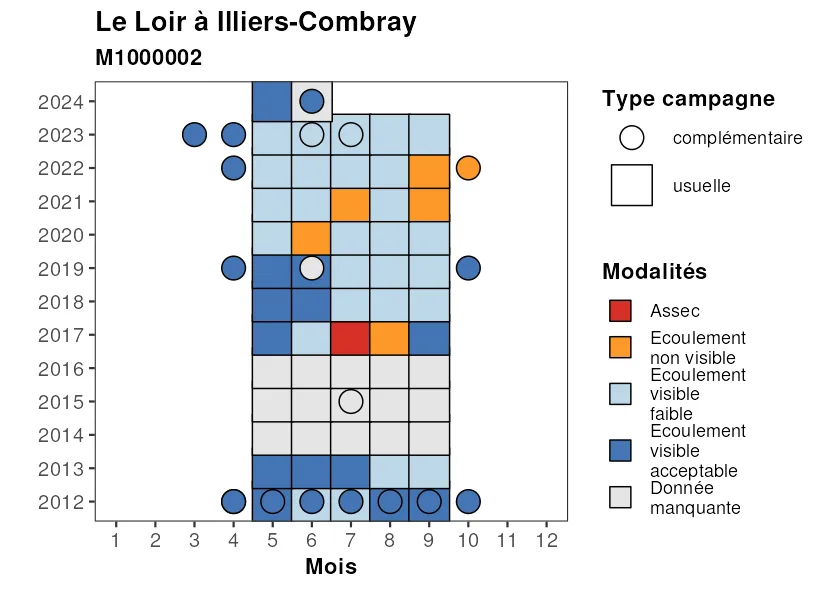 Le Loir à Illiers-Combray
M1000002
2024
2023
2022
2021
2020
2019
2018
2017
2016
2015
2014
2013
2012
1 2 3 4 5 6 7 8 9 10 11 12
Mois
Type campagne
complémentaire
usuelle
Modalités
Assec
Ecoulement
non visible
Ecoulement
visible
faible
Ecoulement
visible
acceptable
Donnée
manquante